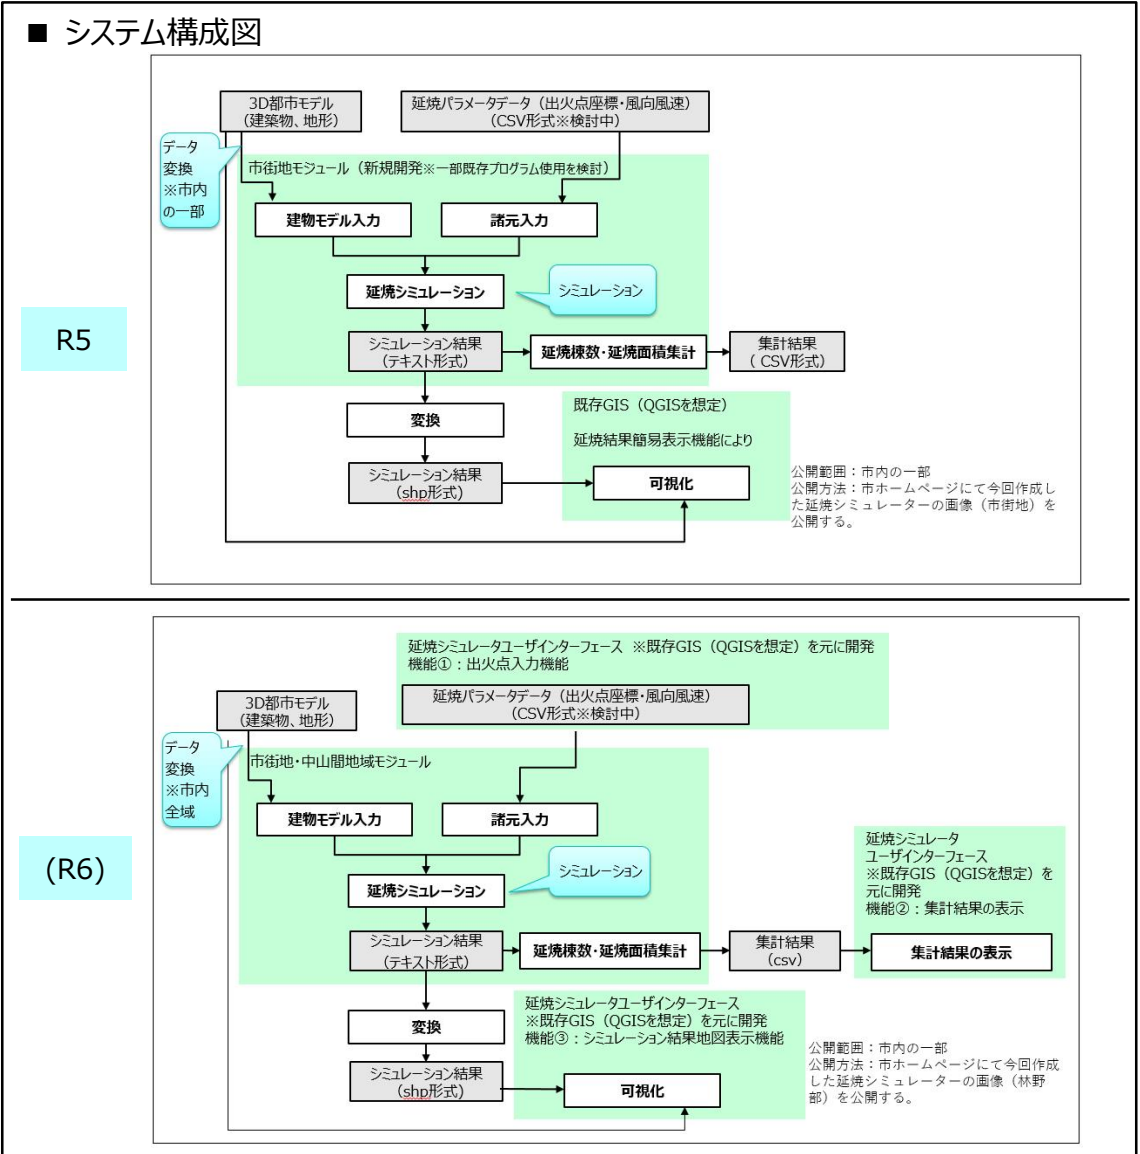 ■ システム構成図
R5
3D都市モデル
(建築物、地形)
延焼パラメータデータ（出火点座標・風向風速）
(CSV形式※検討中)
データ
変換
※市内
の一部
市街地モジュール（新規開発※一部既存プログラム使用を検討）
建物モデル入力
諸元入力
延焼シミュレーション
シミュレーション
シミュレーション結果
(テキスト形式)
延焼棟数・延焼面積集計
集計結果
( CSV形式)
変換
シミュレーション結果
(shp形式)
既存GIS（QGISを想定）
延焼結果簡易表示機能により
可視化
公開範囲：市内の一部
公開方法：市ホームページにて今回作成し
た延焼シミュレーターの画像（市街地）を
公開する。
(R6)
延焼シミュレータユーザインターフェース ※既存GIS（QGISを想定）を元に開発
機能①：出火点入力機能
延焼パラメータデータ（出火点座標・風向風速）
(CSV形式※検討中)
3D都市モデル
(建築物、地形)
データ
変換
※市内
全域
市街地・中山間地域モジュール
建物モデル入力
諸元入力
延焼シミュレーション
シミュレーション
シミュレーション結果
(テキスト形式)
延焼棟数・延焼面積集計
集計結果
(csv)
延焼シミュレータ
ユーザインターフェース
※既存GIS（QGISを想定）を
元に開発
機能②：集計結果の表示
集計結果の表示
変換
シミュレーション結果
(shp形式)
延焼シミュレータユーザインターフェース
※既存GIS（QGISを想定）を元に開発
機能③：シミュレーション結果地図表示機能
可視化
公開範囲：市内の一部
公開方法：市ホームページにて今回作成
した延焼シミュレーターの画像（林野
部）を公開する。